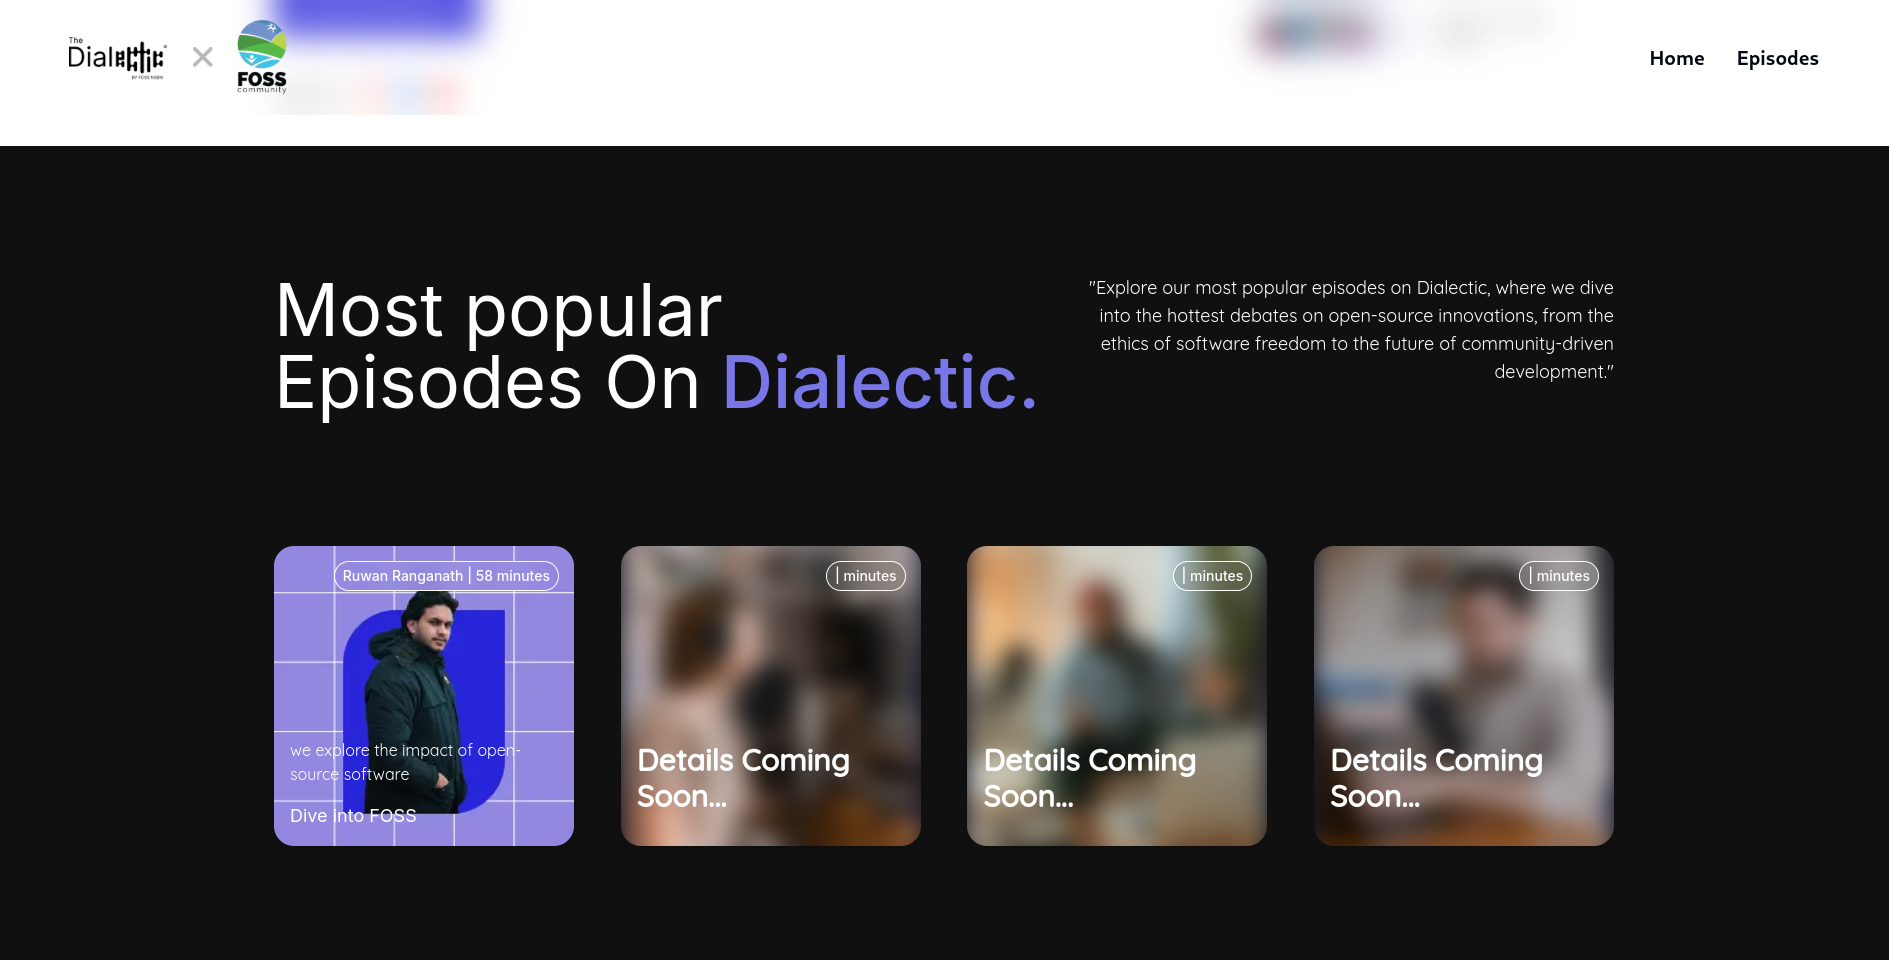 The
Dialectic
BY FOSS NSBM
FOSS
community
Home
Episodes
Most popular
Episodes On Dialectic.
"Explore our most popular episodes on Dialectic, where we dive
into the hottest debates on open-source innovations, from the
ethics of software freedom to the future of community-driven
development."
Ruwan Ranganath | 58 minutes
we explore the impact of open-
source software
Dive into FOSS
| minutes
Details Coming
Soon...
| minutes
Details Coming
Soon...
| minutes
Details Coming
Soon...